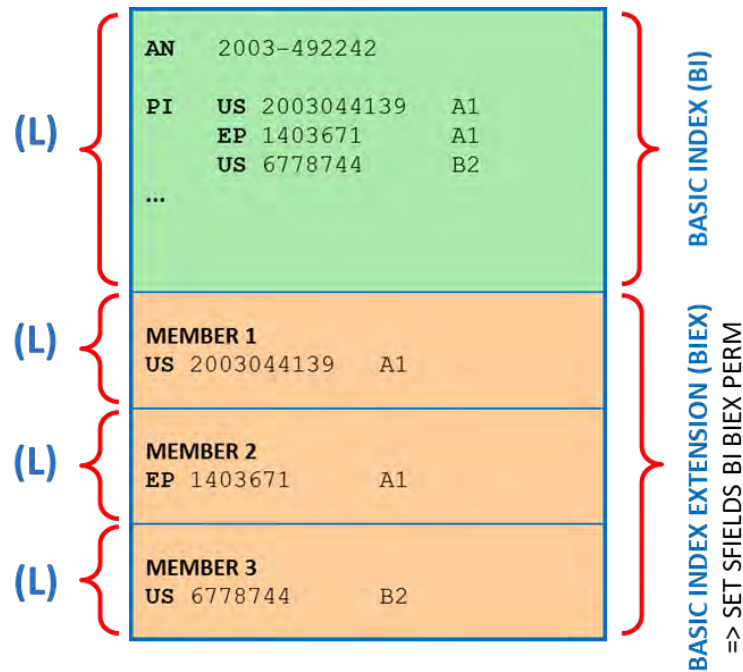 AN 2003-492242
PI US 2003044139 A1
EP 1403671 A1
US 6778744 B2
...
(L)
BASIC INDEX (BI)
MEMBER 1
US 2003044139 A1
(L)
MEMBER 2
EP 1403671 A1
(L)
MEMBER 3
US 6778744 B2
(L)
BASIC INDEX EXTENSION (BIEX)
=> SET SFIELDS BI BIEX PERM